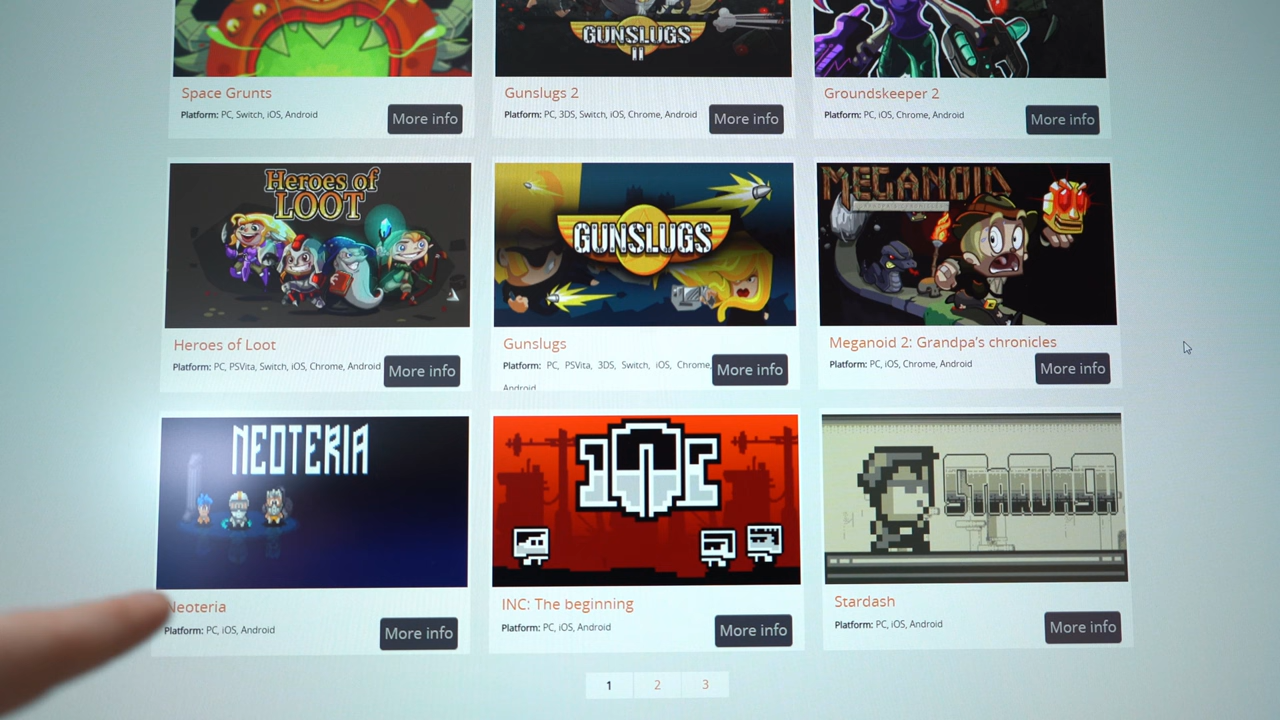 GUNSLUGS
II
Space Grunts
Platform: PC, Switch, iOS, Android
More info
Gunslugs 2
Platform: PC, 3DS, Switch, iOS, Chrome, Android
More info
Groundskeeper 2
Platform: PC, iOS, Chrome, Android
More info
Heroes of
LOOT
Heroes of Loot
Platform: PC, PSVita, Switch, iOS, Chrome, Android
More info
GUNSLUGS
Gunslugs
Platform: PC, PSVita, 3DS, Switch, iOS, Chrome,
Android
More info
MEGANOID
Meganoid 2: Grandpa's chronicles
Platform: PC, iOS, Chrome, Android
More info
NEOTERIA
Neoteria
Platform: PC, iOS, Android
More info
INC
INC: The beginning
Platform: PC, iOS, Android
More info
STARDASH
Stardash
Platform: PC, iOS, Android
More info
1 2 3